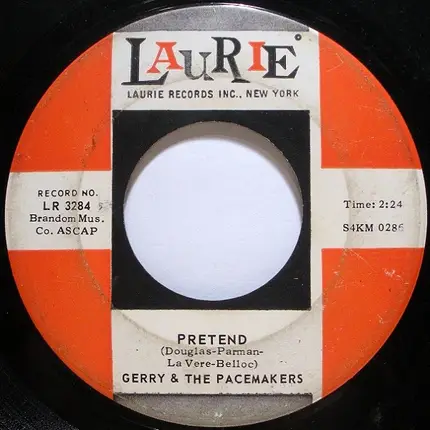 LAURIE
LAURIE RECORDS INC., NEW YORK
RECORD NO.
LR 3284
Brandom Mus.
Co. ASCAP
Time: 2:24
S4KM 0286
PRETEND
(Douglas-Parman-
La Vere-Belloc)
GERRY & THE PACEMAKERS